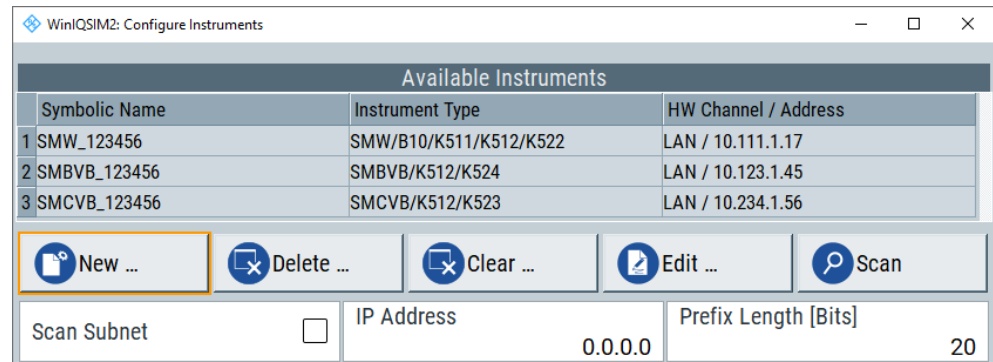 WinIQSIM2: Configure Instruments
Available Instruments
Symbolic Name Instrument Type HW Channel / Address
1 SMW_123456 SMW/B10/K511/K512/K522 LAN / 10.111.1.17
2 SMBVB_123456 SMBVB/K512/K524 LAN / 10.123.1.45
3 SMCVB_123456 SMCVB/K512/K523 LAN / 10.234.1.56
New ... Delete ... Clear ... Edit ... Scan
Scan Subnet IP Address Prefix Length [Bits]
0.0.0.0 20